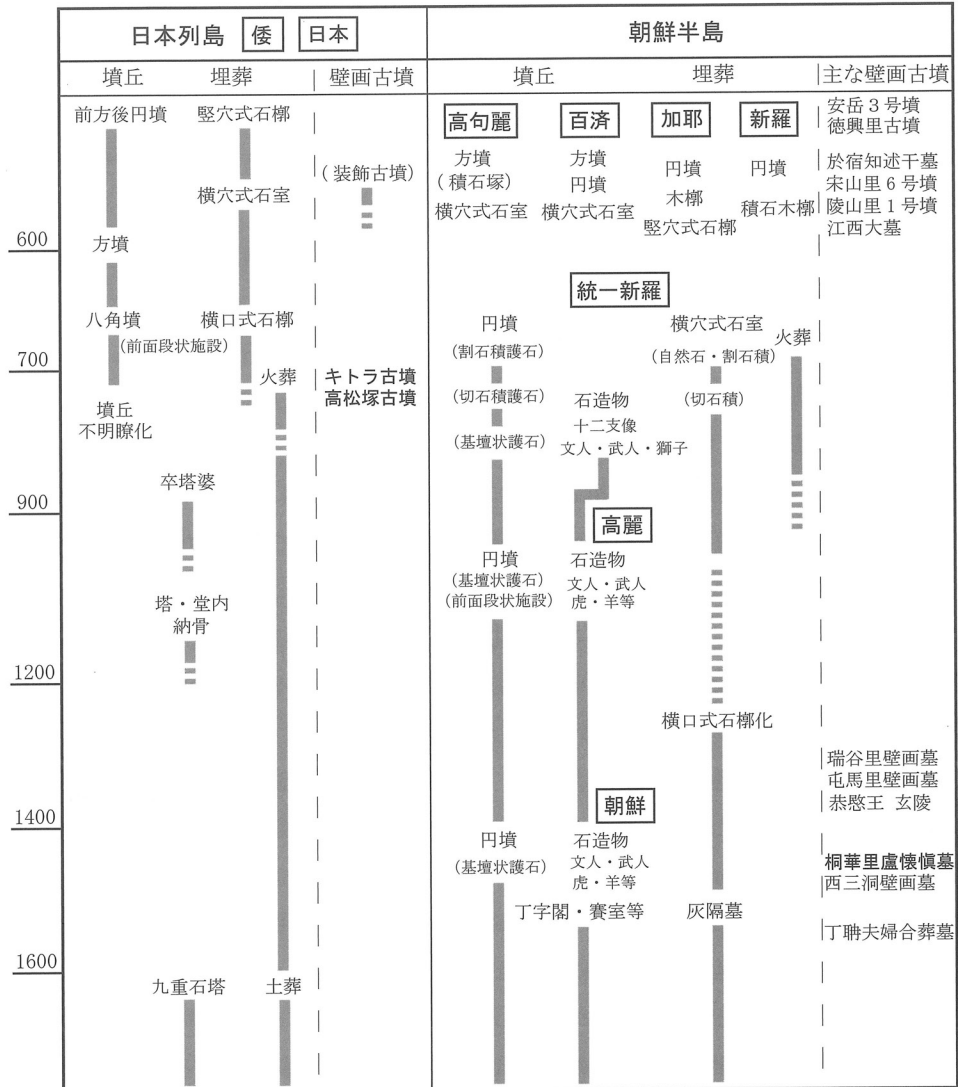 日本列島 倭 日本
朝鮮半島
墳丘 埋葬 壁画古墳
墳丘 埋葬 主な壁画古墳
600
700
900
1200
1400
1600
前方後円墳
方墳
八角墳
(前面段状施設)
墳丘
不明瞭化
卒塔婆
塔・堂内
納骨
九重石塔
竪穴式石槨
横穴式石室
横口式石槨
火葬
土葬
(装飾古墳)
キトラ古墳
高松塚古墳
高句麗
方墳
(積石塚)
横穴式石室
百済
方墳
円墳
横穴式石室
加耶
円墳
木槨
竪穴式石槨
新羅
円墳
積石木槨
統一新羅
円墳
(割石積護石)
(切石積護石)
(基壇状護石)
石造物
十二支像
文人・武人・獅子
横穴式石室
(自然石・割石積)
(切石積)
火葬
高麗
円墳
(基壇状護石)
(前面段状施設)
石造物
文人・武人
虎・羊等
横口式石槨化
朝鮮
円墳
(基壇状護石)
石造物
文人・武人
虎・羊等
丁字閣・賽室等
灰隔墓
安岳3号墳
徳興里古墳
於宿知述干墓
宋山里6号墳
陵山里1号墳
江西大墓
瑞谷里壁画墓
屯馬里壁画墓
恭愍王 玄陵
桐華里盧懐愼墓
西三洞壁画墓
丁聃夫婦合葬墓